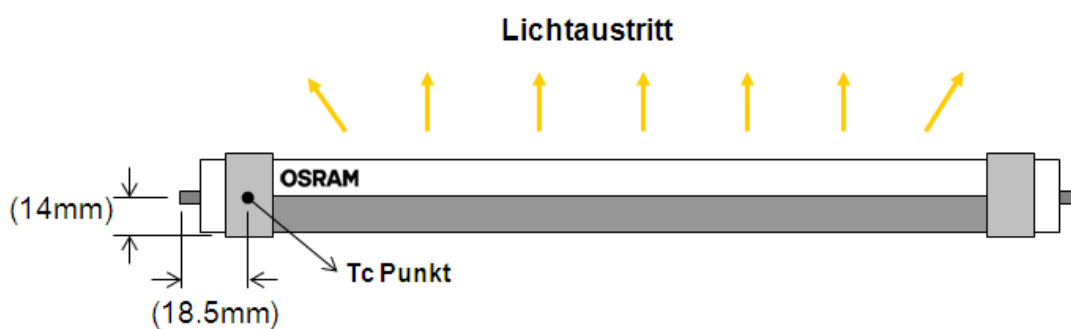 Lichtaustritt
OSRAM
(14mm)
Tc Punkt
(18.5mm)